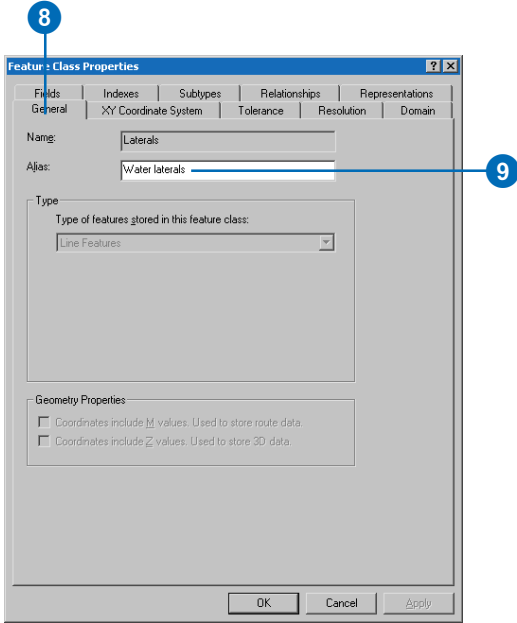 8
Feature Class Properties
Fields Indexes Subtypes Relationships Representations
General XY Coordinate System Tolerance Resolution Domain
Name: Laterals
Alias: Water laterals
9
Type
Type of features stored in this feature class:
Line Features
Geometry Properties
Coordinates include M values. Used to store route data.
Coordinates include Z values. Used to store 3D data.
OK Cancel Apply